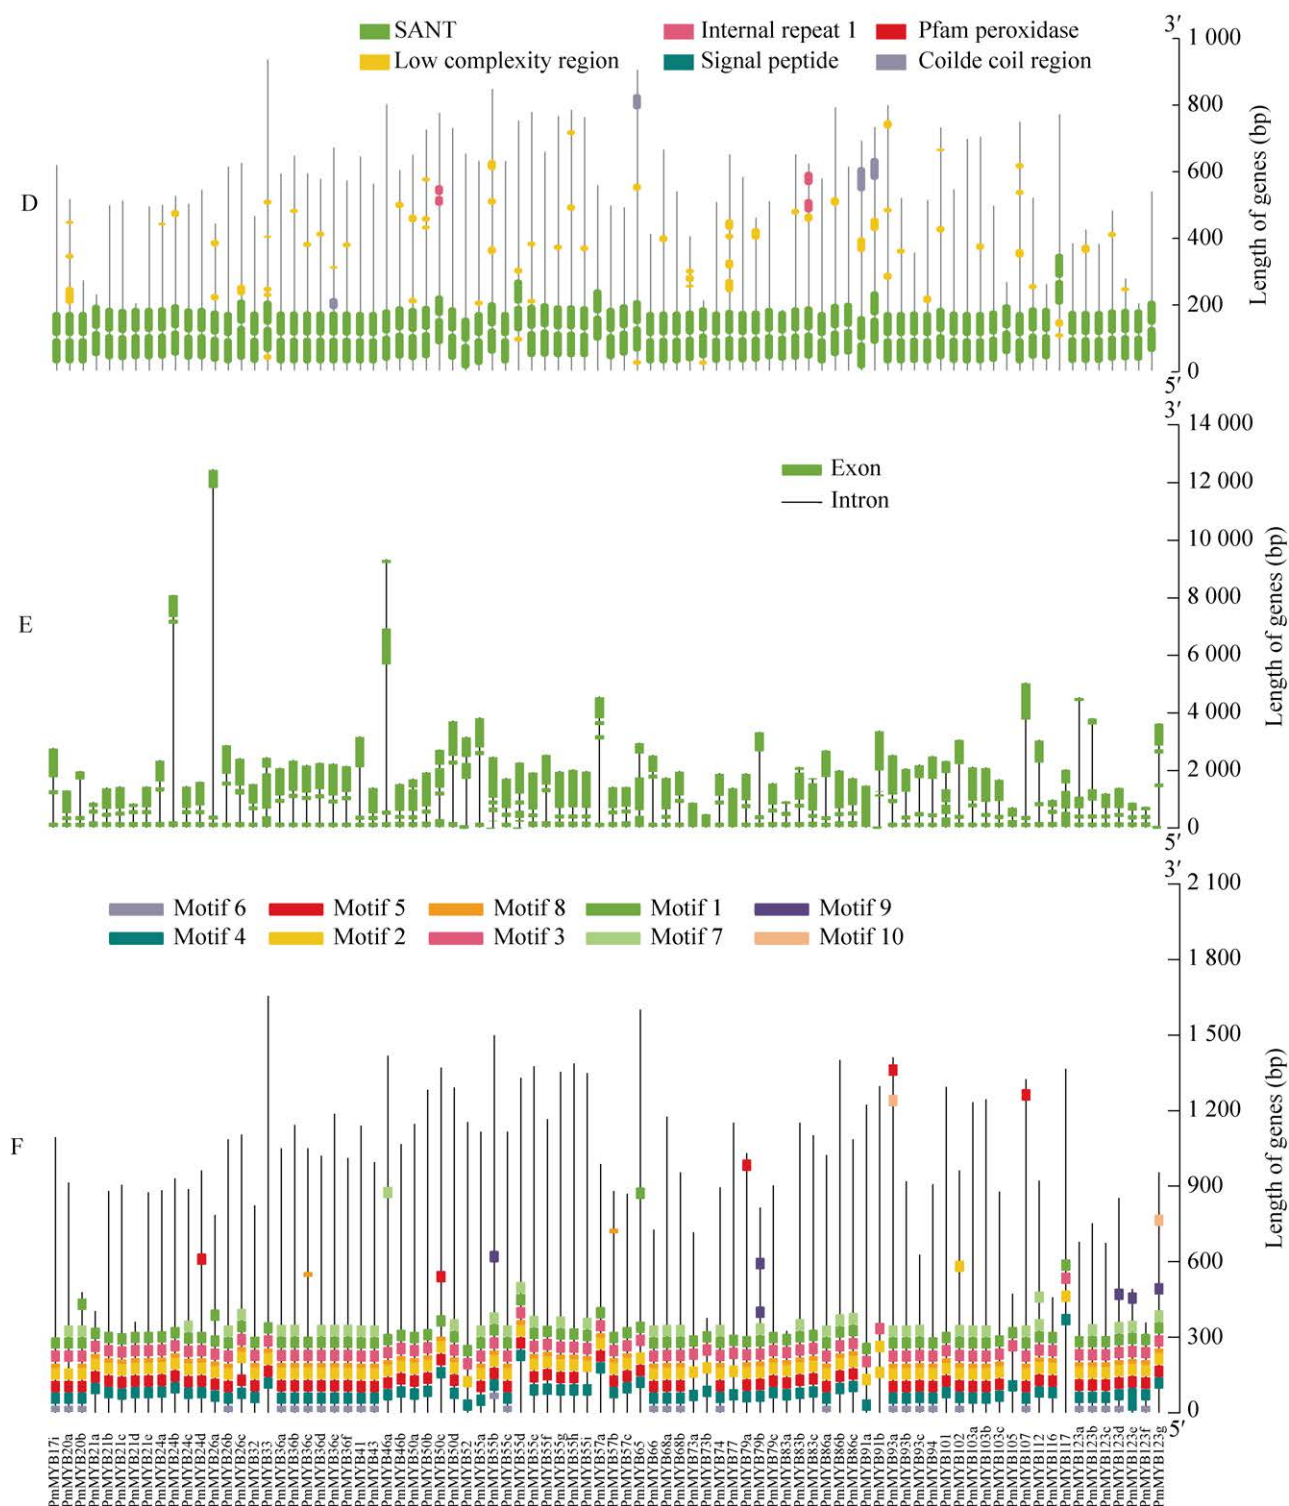 SANT
Internal repeat 1
Pfam peroxidase
Low complexity region
Signal peptide
Coilde coil region
D
3′
1 000
800
600
400
200
0
5′
Length of genes (bp)
E
Exon
Intron
3′
14 000
12 000
10 000
8 000
6 000
4 000
2 000
0
5′
Length of genes (bp)
F
Motif 6
Motif 5
Motif 8
Motif 1
Motif 9
Motif 4
Motif 2
Motif 3
Motif 7
Motif 10
3′
2 100
1 800
1 500
1 200
900
600
300
0
5′
Length of genes (bp)
PmMYB17i
PmMYB20a
PmMYB20b
PmMYB21a
PmMYB21b
PmMYB21c
PmMYB21d
PmMYB24a
PmMYB24b
PmMYB24c
PmMYB24d
PmMYB26a
PmMYB26b
PmMYB26c
PmMYB32
PmMYB33
PmMYB36a
PmMYB36b
PmMYB36c
PmMYB36d
PmMYB36e
PmMYB36f
PmMYB41
PmMYB43
PmMYB46a
PmMYB46b
PmMYB50a
PmMYB50b
PmMYB50c
PmMYB50d
PmMYB52
PmMYB55a
PmMYB55b
PmMYB55c
PmMYB55d
PmMYB55e
PmMYB55f
PmMYB55g
PmMYB55h
PmMYB55i
PmMYB57a
PmMYB57b
PmMYB57c
PmMYB65
PmMYB66
PmMYB68a
PmMYB68b
PmMYB73a
PmMYB73b
PmMYB74
PmMYB77
PmMYB79a
PmMYB79b
PmMYB79c
PmMYB83a
PmMYB83b
PmMYB83c
PmMYB86a
PmMYB86b
PmMYB86c
PmMYB91a
PmMYB91b
PmMYB93a
PmMYB93b
PmMYB93c
PmMYB94
PmMYB101
PmMYB102
PmMYB103a
PmMYB103b
PmMYB103c
PmMYB105
PmMYB107
PmMYB112
PmMYB116
PmMYB117
PmMYB123a
PmMYB123b
PmMYB123c
PmMYB123d
PmMYB123e
PmMYB123f
PmMYB123g